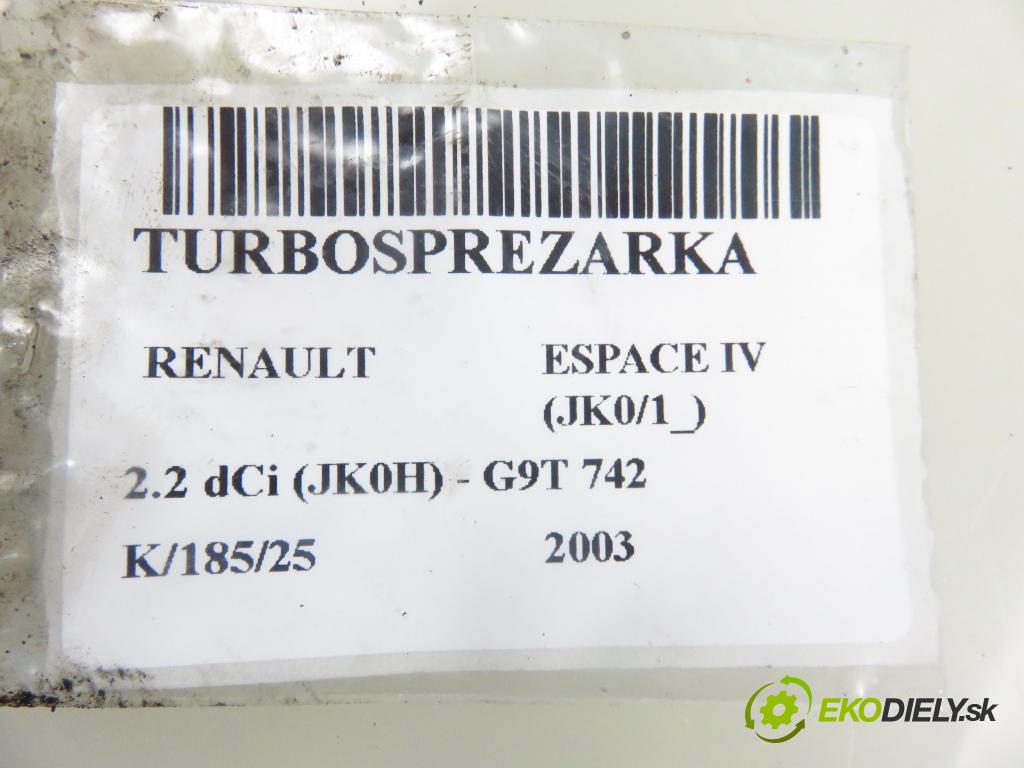 TURBOSPREZARKA
RENAULT ESPACE IV
(JK0/1_)
2.2 dCi (JK0H) - G9T 742
K/185/25 2003
EKODIELY.sk